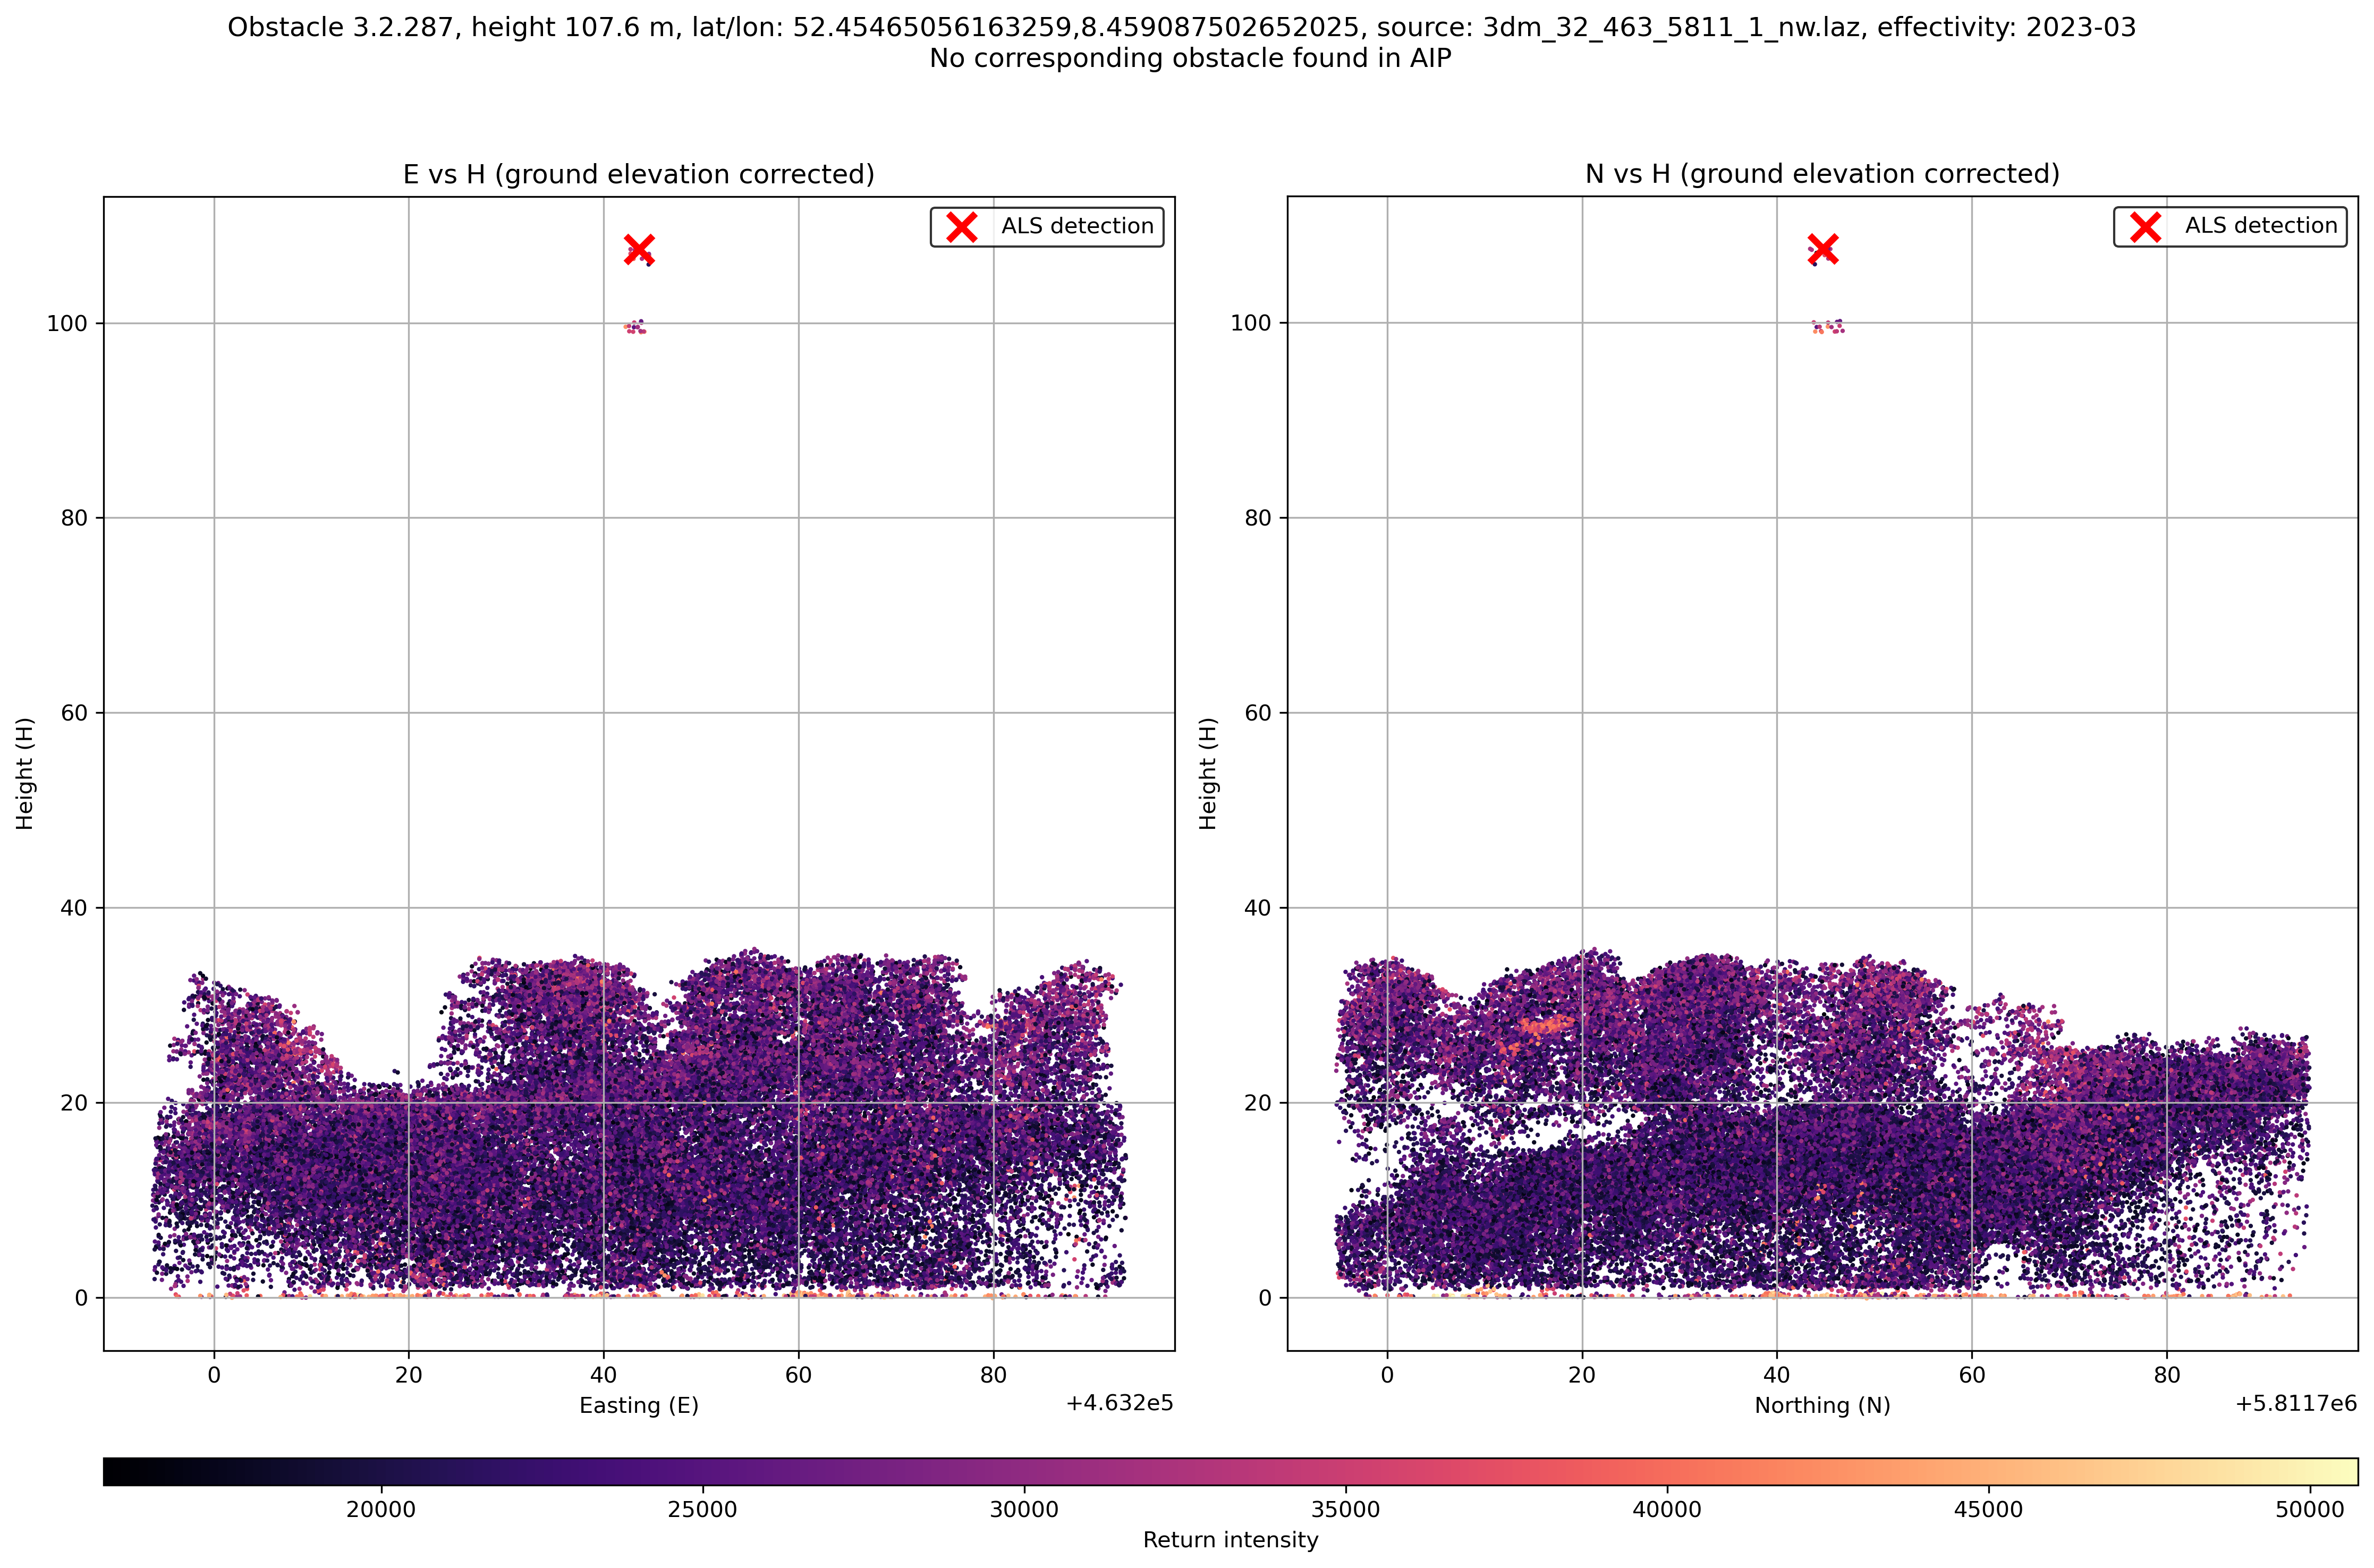 Obstacle 3.2.287, height 107.6 m, lat/lon: 52.45465056163259,8.459087502652025, source: 3dm_32_463_5811_1_nw.laz, effectivity: 2023-03
No corresponding obstacle found in AIP
E vs H (ground elevation corrected)
ALS detection
100
80
60
40
20
0
Height (H)
0 20 40 60 80
Easting (E)
+4.632e5
N vs H (ground elevation corrected)
ALS detection
100
80
60
40
20
0
Height (H)
0 20 40 60 80
Northing (N)
+5.8117e6
20000 25000 30000 35000 40000 45000 50000
Return intensity